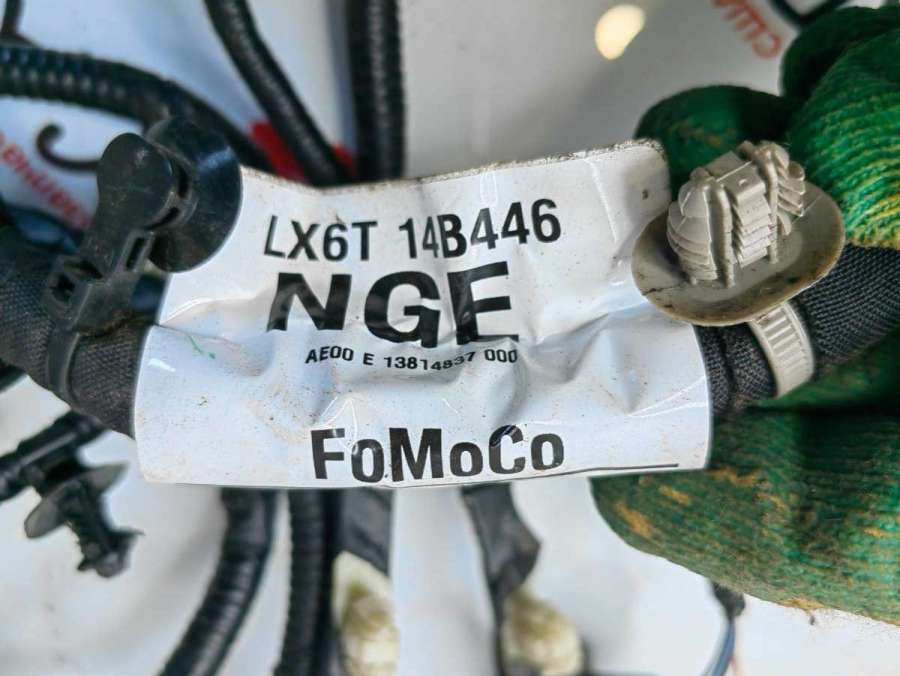 LX6T 14B446
NGE
AE00 E 13814837 000
FoMoCo